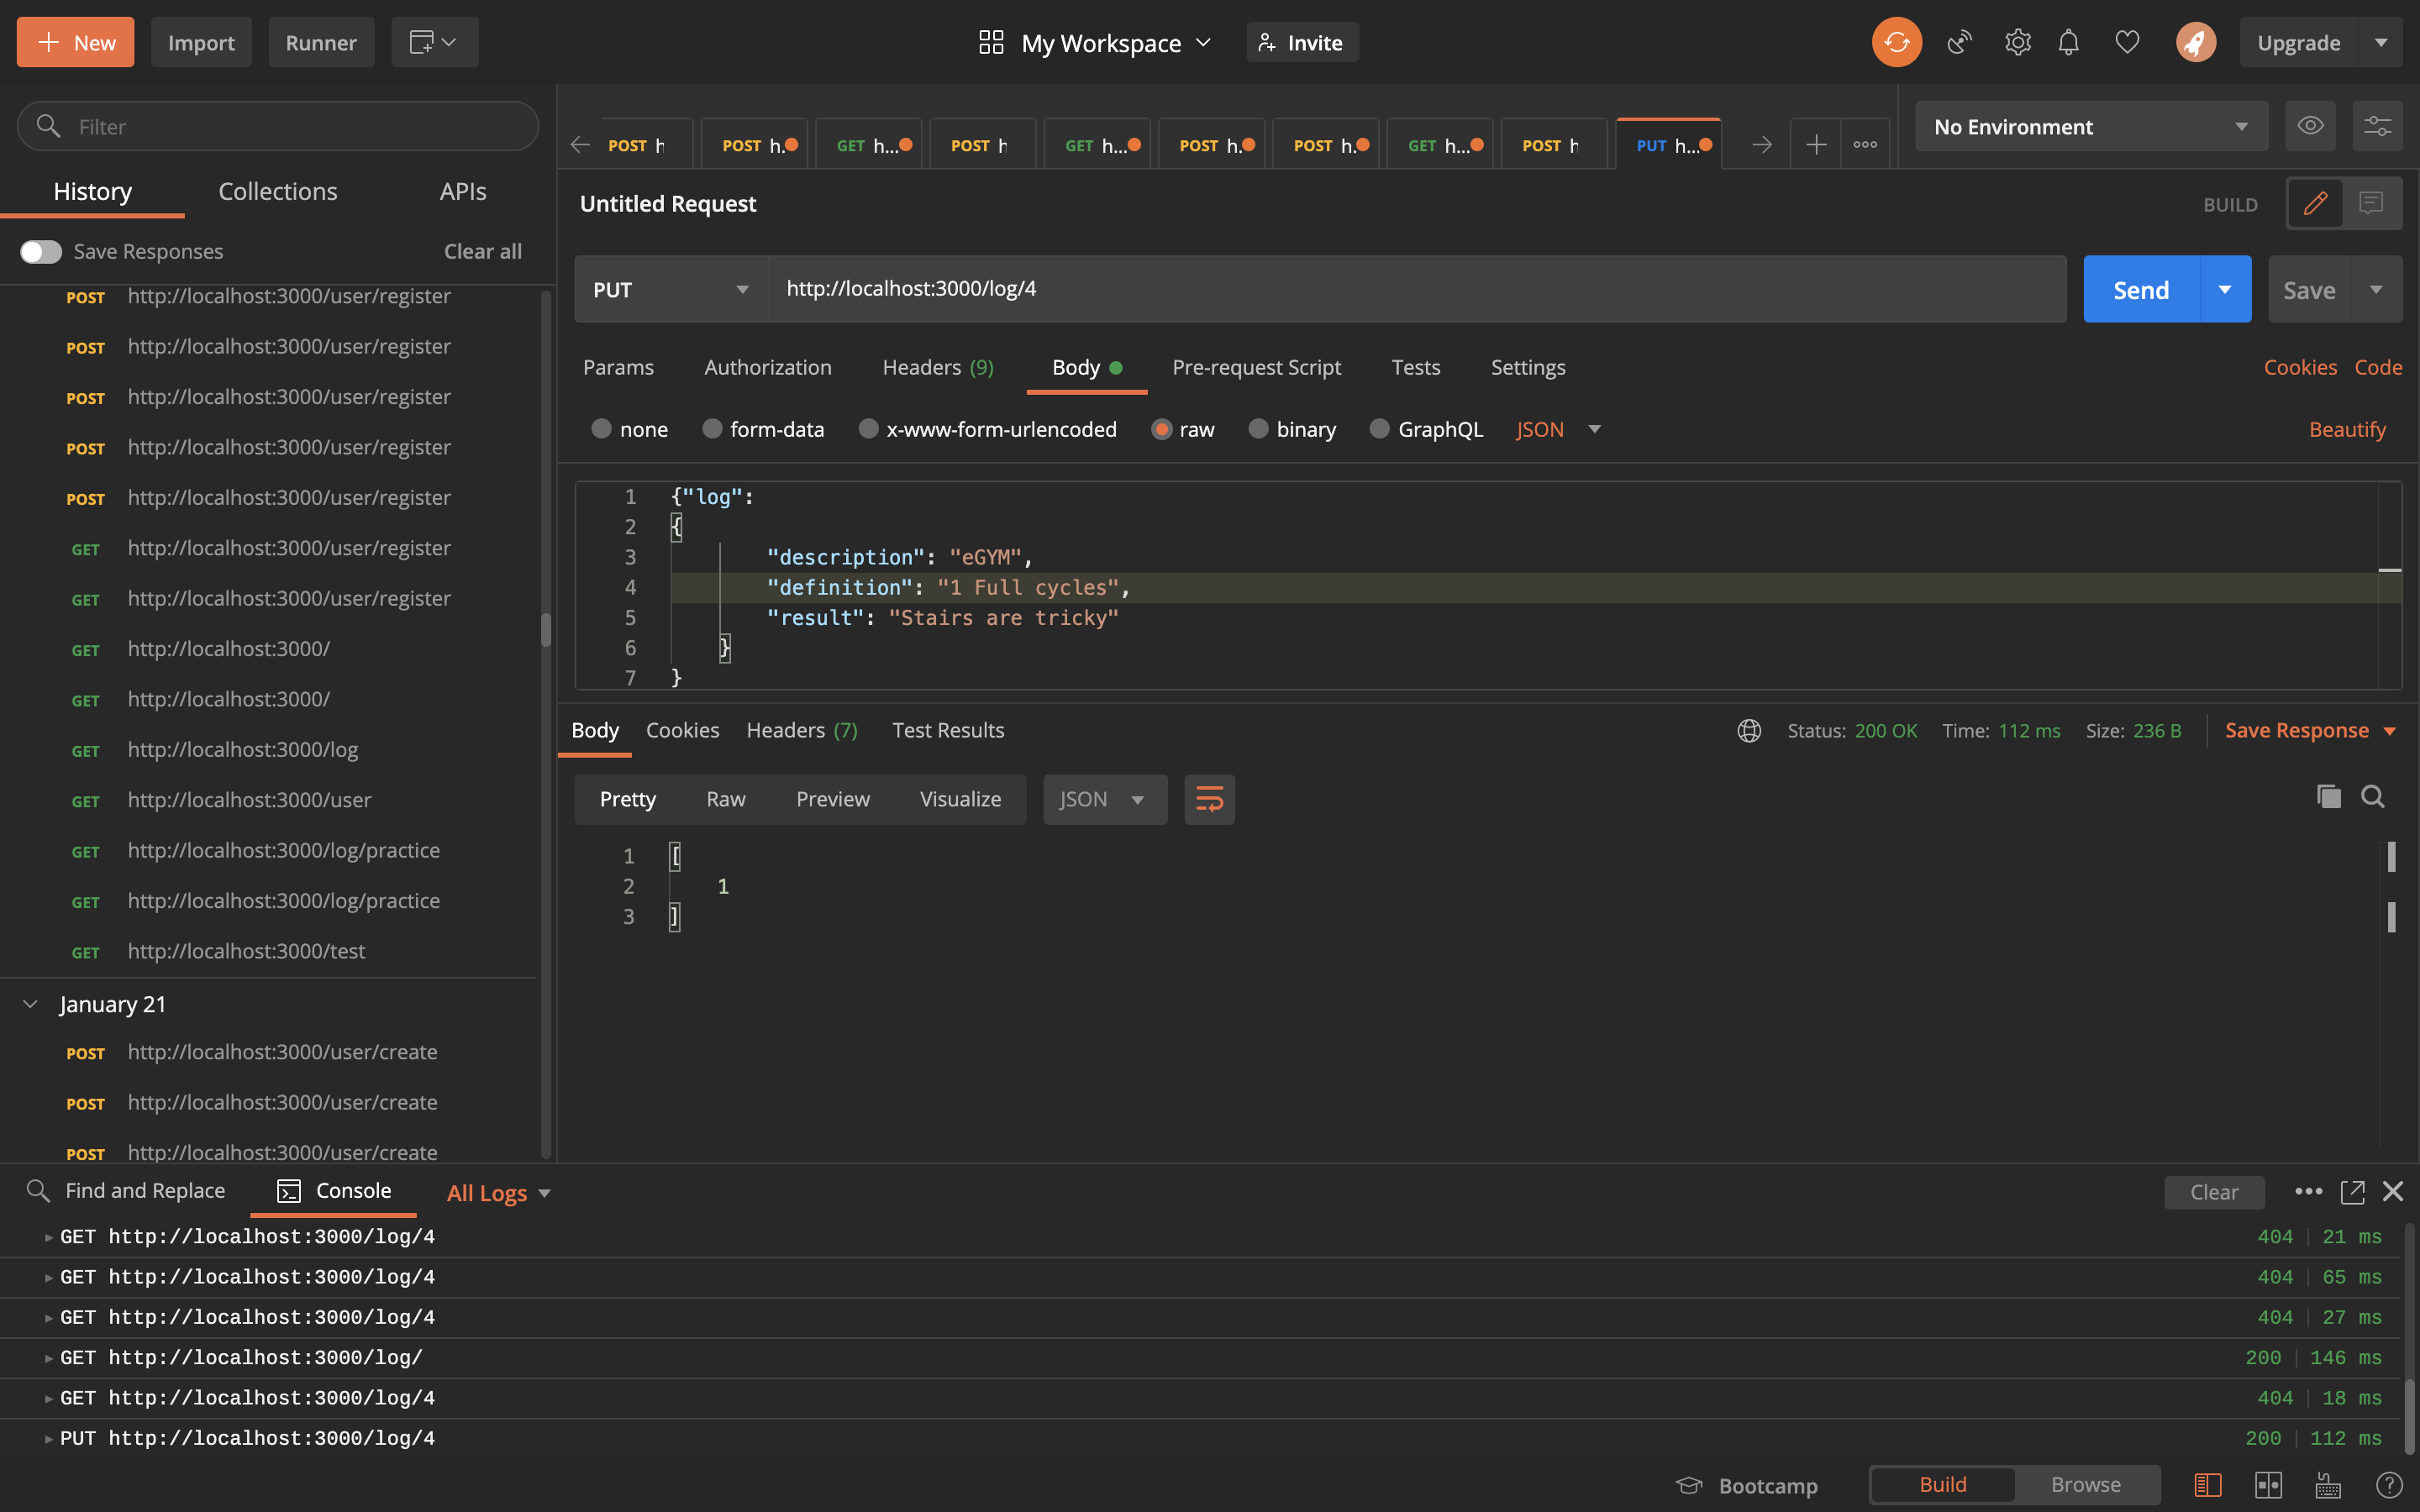 New Import Runner My Workspace Invite Upgrade
Filter
History Collections APIs
Save Responses Clear all
POST http://localhost:3000/user/register
POST http://localhost:3000/user/register
POST http://localhost:3000/user/register
POST http://localhost:3000/user/register
POST http://localhost:3000/user/register
GET http://localhost:3000/user/register
GET http://localhost:3000/user/register
GET http://localhost:3000/
GET http://localhost:3000/
GET http://localhost:3000/log
GET http://localhost:3000/user
GET http://localhost:3000/log/practice
GET http://localhost:3000/log/practice
GET http://localhost:3000/test
January 21
POST http://localhost:3000/user/create
POST http://localhost:3000/user/create
POST http://localhost:3000/user/create
POST h POST h. GET h... POST h GET h... POST h. POST h. GET h... POST h PUT h...
No Environment
Untitled Request BUILD
PUT http://localhost:3000/log/4 Send Save
Params Authorization Headers (9) Body Pre-request Script Tests Settings Cookies Code
none form-data x-www-form-urlencoded raw binary GraphQL JSON Beautify
1 {"log":
2 {
3 "description": "eGYM",
4 "definition": "1 Full cycles",
5 "result": "Stairs are tricky"
6 }
7 }
Body Cookies Headers (7) Test Results Status: 200 OK Time: 112 ms Size: 236 B Save Response
Pretty Raw Preview Visualize JSON
1 [
2 1
3 ]
Find and Replace Console All Logs Clear
GET http://localhost:3000/log/4 404 21 ms
GET http://localhost:3000/log/4 404 65 ms
GET http://localhost:3000/log/4 404 27 ms
GET http://localhost:3000/log/ 200 146 ms
GET http://localhost:3000/log/4 404 18 ms
PUT http://localhost:3000/log/4 200 112 ms
Bootcamp Build Browse